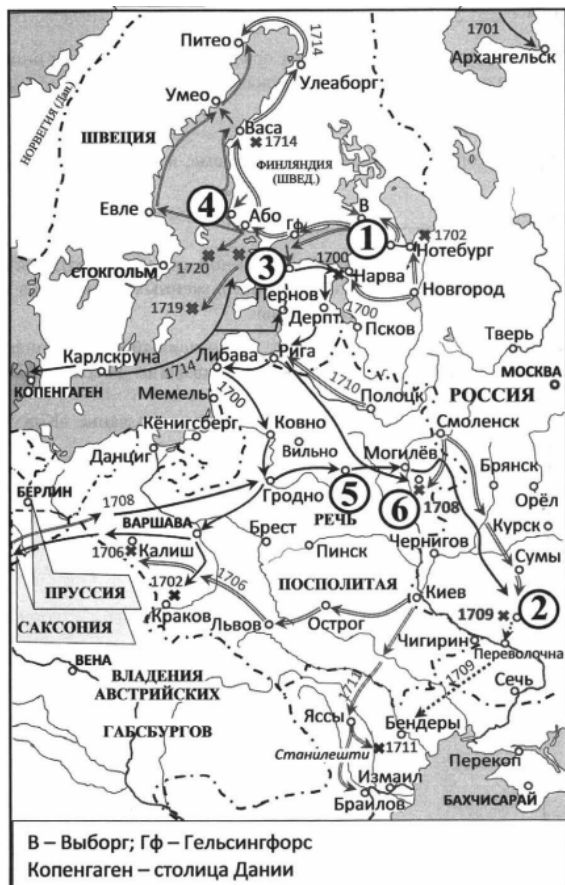 1701
Архангельск
Питео
1714
Улеаборг
НОРВЕГИЯ (Дан.)
Умео
ШВЕЦИЯ
Васа
1714
ФИНЛЯНДИЯ
(ШВЕД.)
Евле
4
Або
Гф
В
1
1702
Нотебург
СТОКГОЛЬМ
1720
3
1700
Нарва
1719
Пернов
Дерпт
1700
Новгород
Псков
Тверь
Карлскруна
1714
Либава
Рига
МОСКВА
КОПЕНГАГЕН
Мемель
1700
1710
Полоцк
РОССИЯ
Кёнигсберг
Ковно
Смоленск
Данциг
Вильно
Могилёв
Брянск
БЕРЛИН
1708
Гродно
5
6
1708
Орёл
ВАРШАВА
Брест
РЕЧЬ
Курск
1706
Калиш
Пинск
Чернигов
Сумы
ПРУССИЯ
1702
1706
ПОСПОЛИТАЯ
Киев
1709
2
САКСОНИЯ
Краков
Львов
Острог
Чигирин
Переволочна
ВЕНА
1709
ВЛАДЕНИЯ
АВСТРИЙСКИХ
ГАБСБУРГОВ
1711
Сечь
Яссы
Бендеры
Станилешти
1711
Перекоп
Измаил
Браилов
БАХЧИСАРАЙ
В – Выборг; Гф – Гельсингфорс
Копенгаген – столица Дании